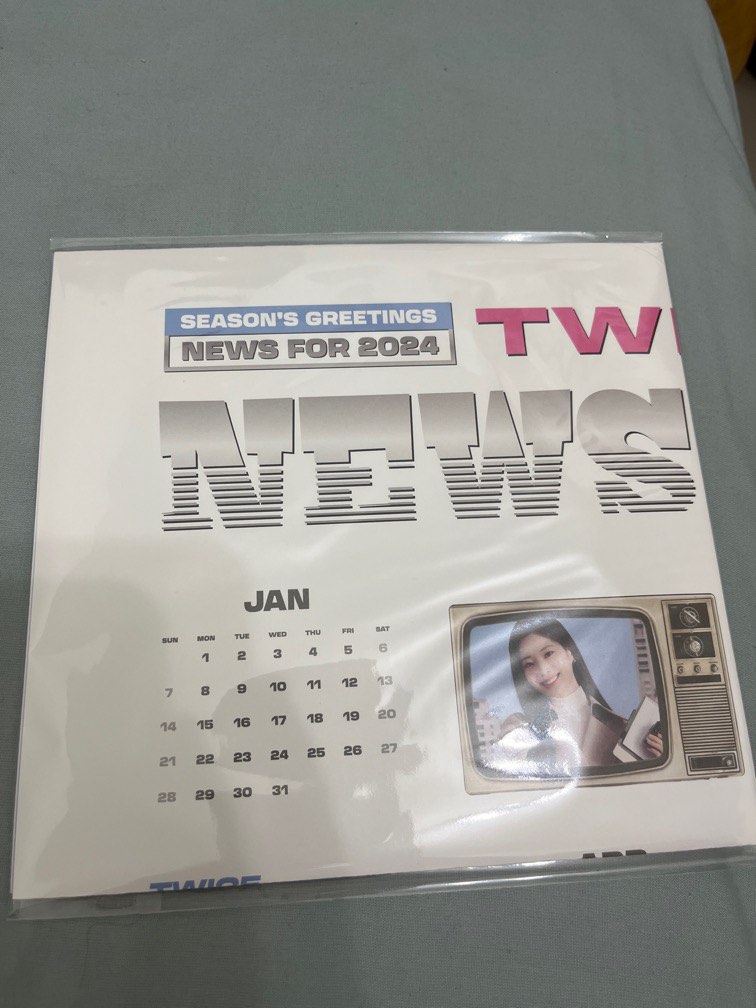 SEASON'S GREETINGS
NEWS FOR 2024
TWI
NEWS
JAN
SUN MON TUE WED THU FRI SAT
1 2 3 4 5 6
7 8 9 10 11 12 13
14 15 16 17 18 19 20
21 22 23 24 25 26 27
28 29 30 31
APR
TWICE